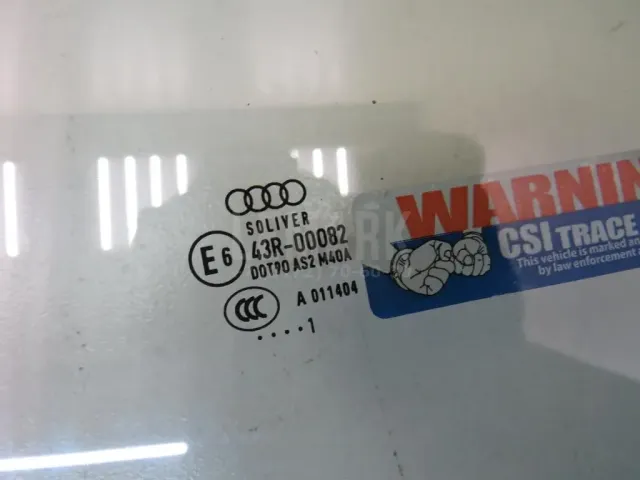 SOLIVER
E6 43R-00082
DOT90 AS2 M40A
CCC A 011404
....1
WARNIN
CSI TRACE
This vehicle is marked an
by law enforcement